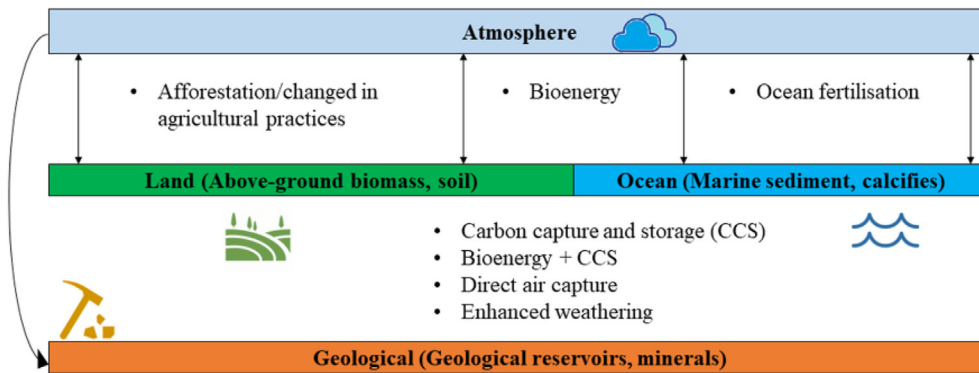 Atmosphere
• Afforestation/changed in
agricultural practices
• Bioenergy
• Ocean fertilisation
Land (Above-ground biomass, soil)
Ocean (Marine sediment, calcifies)
• Carbon capture and storage (CCS)
• Bioenergy + CCS
• Direct air capture
• Enhanced weathering
Geological (Geological reservoirs, minerals)